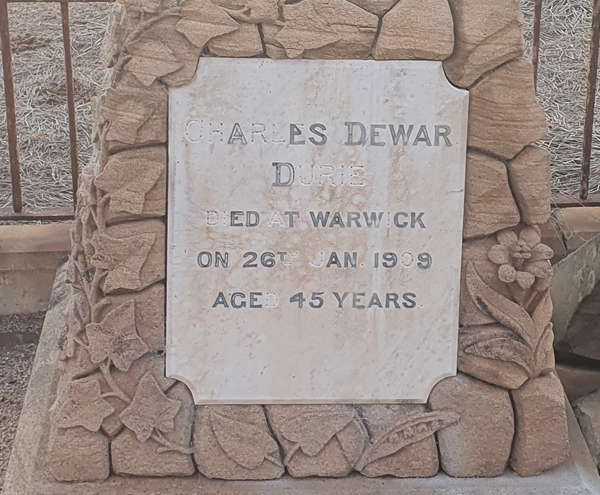 CHARLES DEWAR
DURIE
DIED AT WARWICK
ON 26TH JAN. 1909
AGED 45 YEARS.